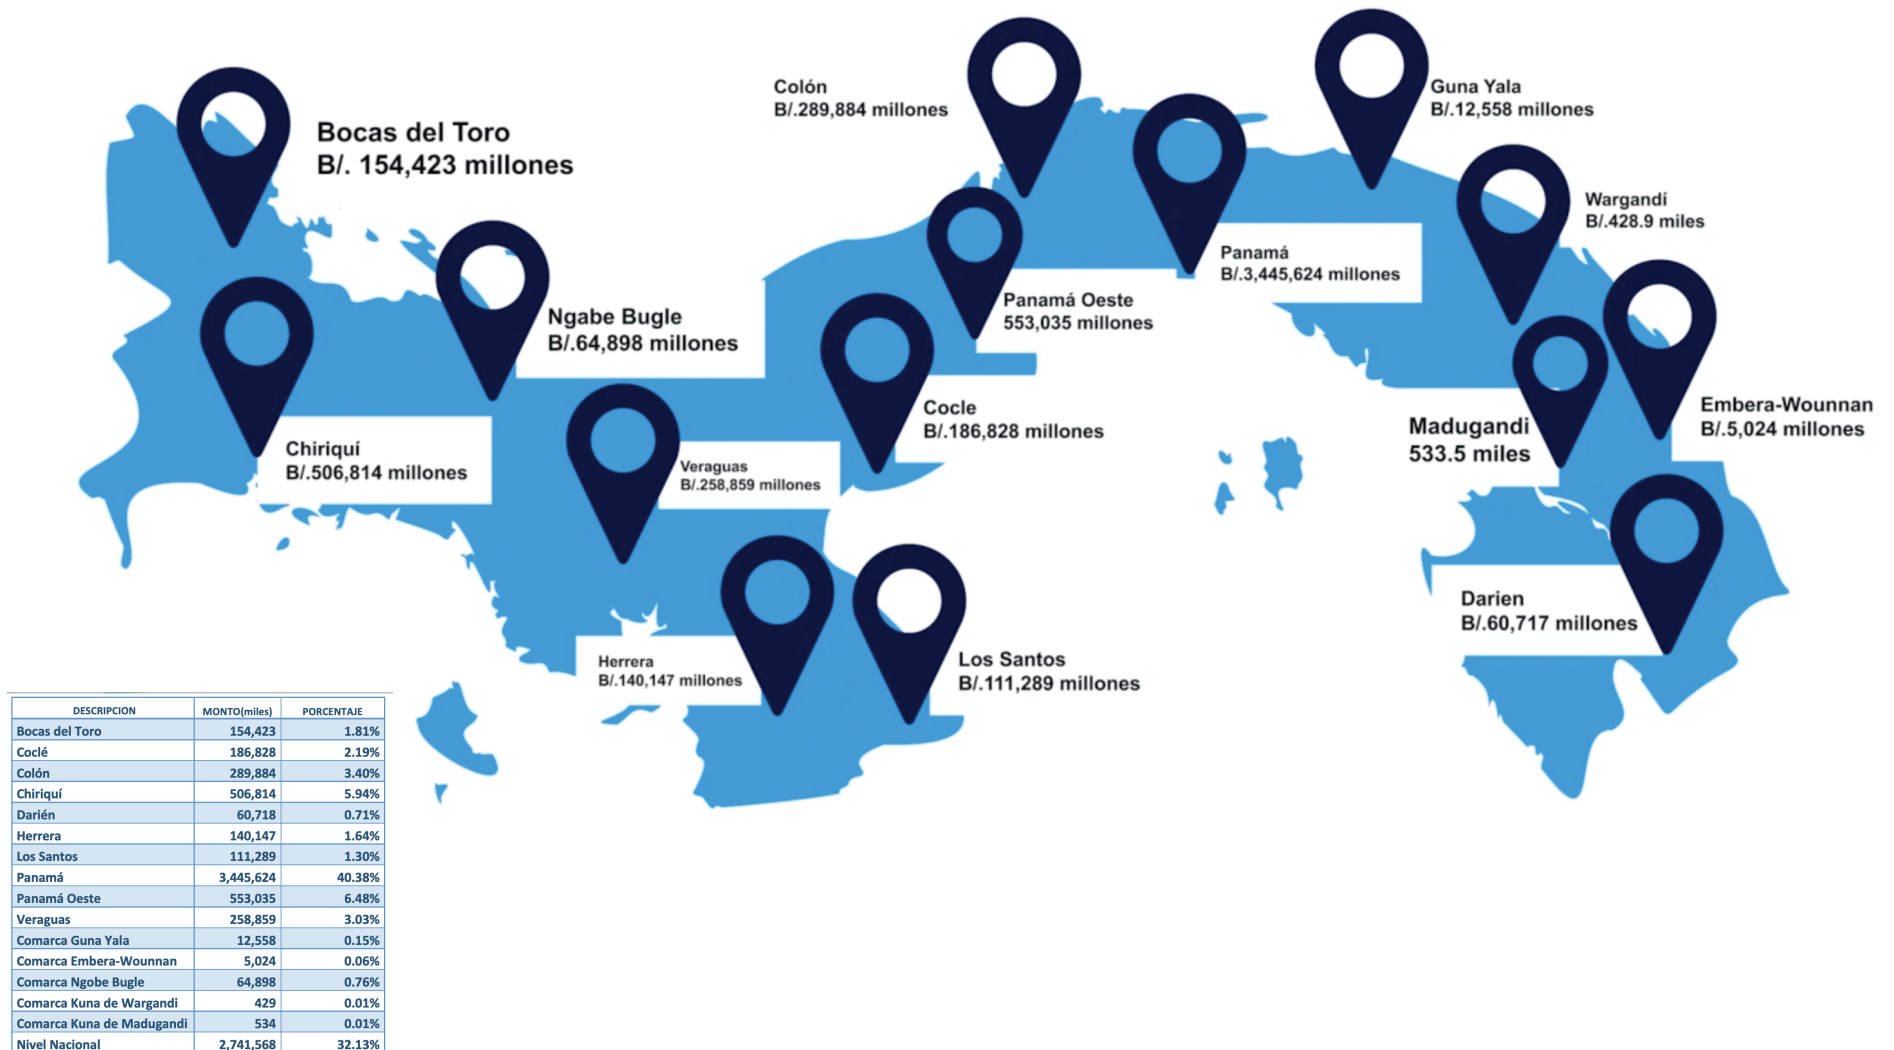 Colón
B/.289,884 millones
Guna Yala
B/.12,558 millones
Bocas del Toro
B/. 154,423 millones
Wargandí
B/.428.9 miles
Panamá
B/.3,445,624 millones
Panamá Oeste
553,035 millones
Ngabe Bugle
B/.64,898 millones
Cocle
B/.186,828 millones
Embera-Wounnan
B/.5,024 millones
Madugandi
533.5 miles
Chiriquí
B/.506,814 millones
Veraguas
B/.258,859 millones
Darien
B/.60,717 millones
Herrera
B/.140,147 millones
Los Santos
B/.111,289 millones
DESCRIPCION MONTO(miles) PORCENTAJE
Bocas del Toro 154,423 1.81%
Coclé 186,828 2.19%
Colón 289,884 3.40%
Chiriquí 506,814 5.94%
Darién 60,718 0.71%
Herrera 140,147 1.64%
Los Santos 111,289 1.30%
Panamá 3,445,624 40.38%
Panamá Oeste 553,035 6.48%
Veraguas 258,859 3.03%
Comarca Guna Yala 12,558 0.15%
Comarca Embera-Wounnan 5,024 0.06%
Comarca Ngobe Bugle 64,898 0.76%
Comarca Kuna de Wargandi 429 0.01%
Comarca Kuna de Madugandi 534 0.01%
Nivel Nacional 2,741,568 32.13%